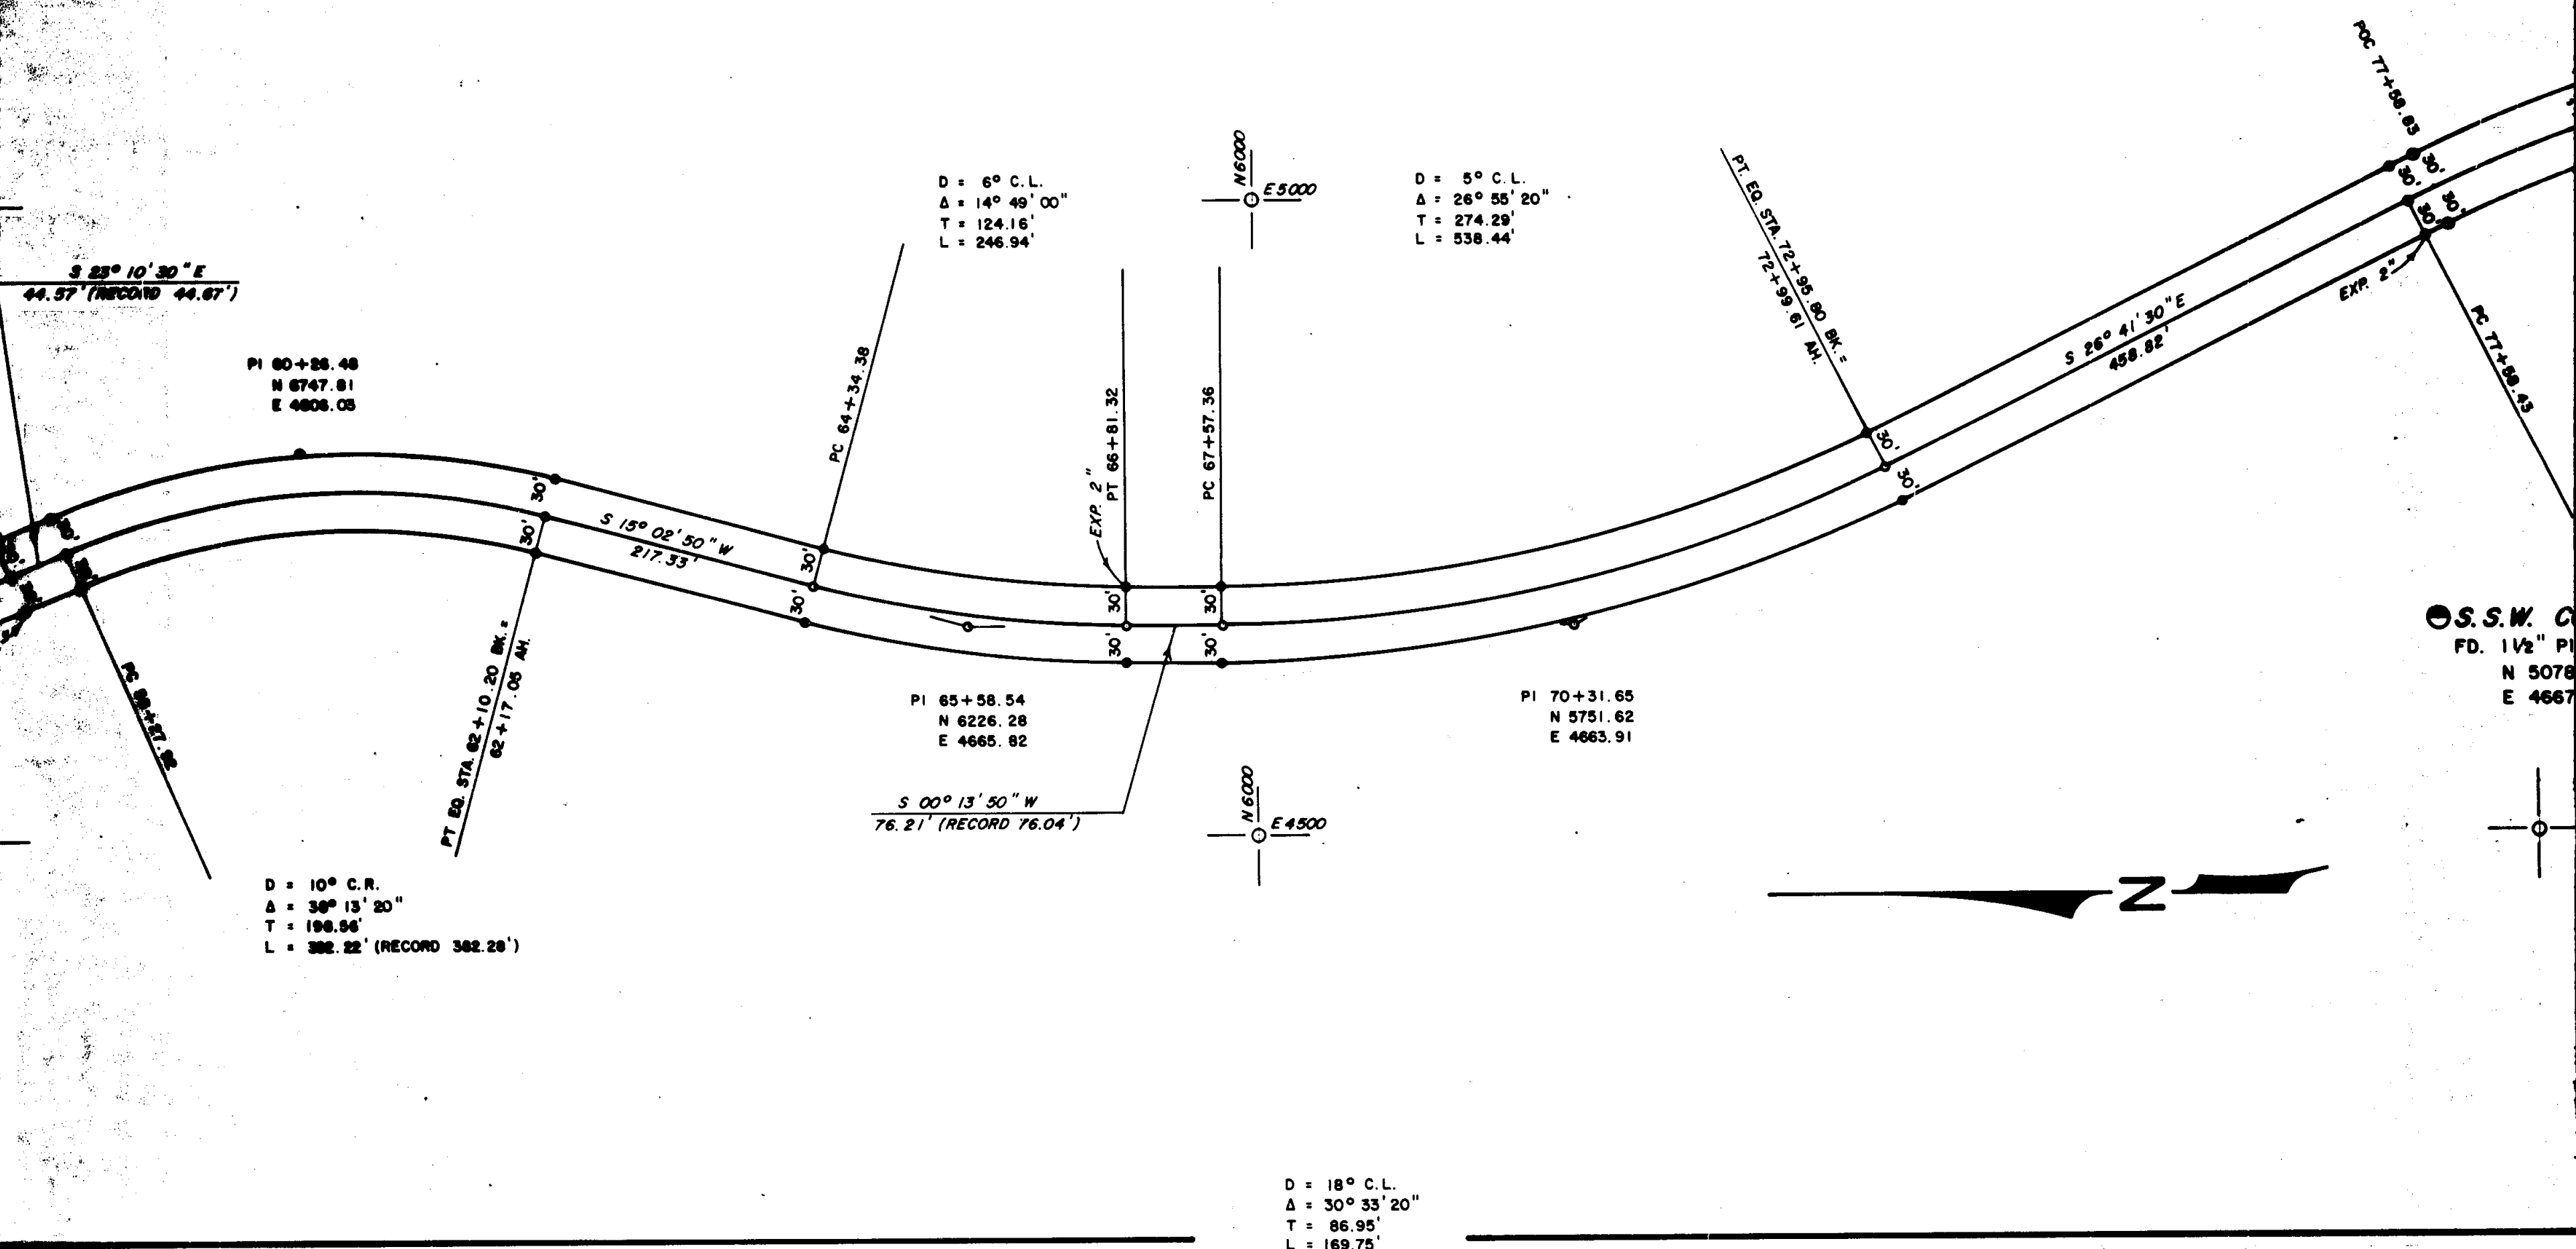 S 23° 10' 30" E
44.57' (RECORD 44.67')
PI 60+26.48
N 6747.81
E 4606.03
D = 6° C.L.
Δ = 14° 49' 00"
T = 124.16'
L = 246.94'
N6000
E5000
D = 5° C.L.
Δ = 26° 55' 20"
T = 274.29'
L = 538.44'
PT. EQ. STA. 72+95.80 BK. =
72+99.61 AH.
POC 77+58.83
30'
30'
30'
30'
EXP. 2"
PC 77+58.43
S 26° 41' 30" E
458.82'
30'
30'
PC 64+34.38
EXP. 2"
PT 66+81.32
PC 67+57.36
30'
30'
S 15° 02' 50" W
217.33'
30'
30'
30'
30'
30'
30'
PT EQ. STA. 62+10.20 BK. =
62+17.05 AH.
S.S.W.
FD. 1 1/2"
N 5078
E 4667
PI 65+58.54
N 6226.28
E 4665.82
PI 70+31.65
N 5751.62
E 4663.91
S 00° 13' 50" W
76.21' (RECORD 76.04')
N6000
E4500
D = 10° C.R.
Δ = 38° 13' 20"
T = 198.56'
L = 382.22' (RECORD 382.28')
N
D = 18° C.L.
Δ = 30° 33' 20"
T = 86.95'
L = 169.75'